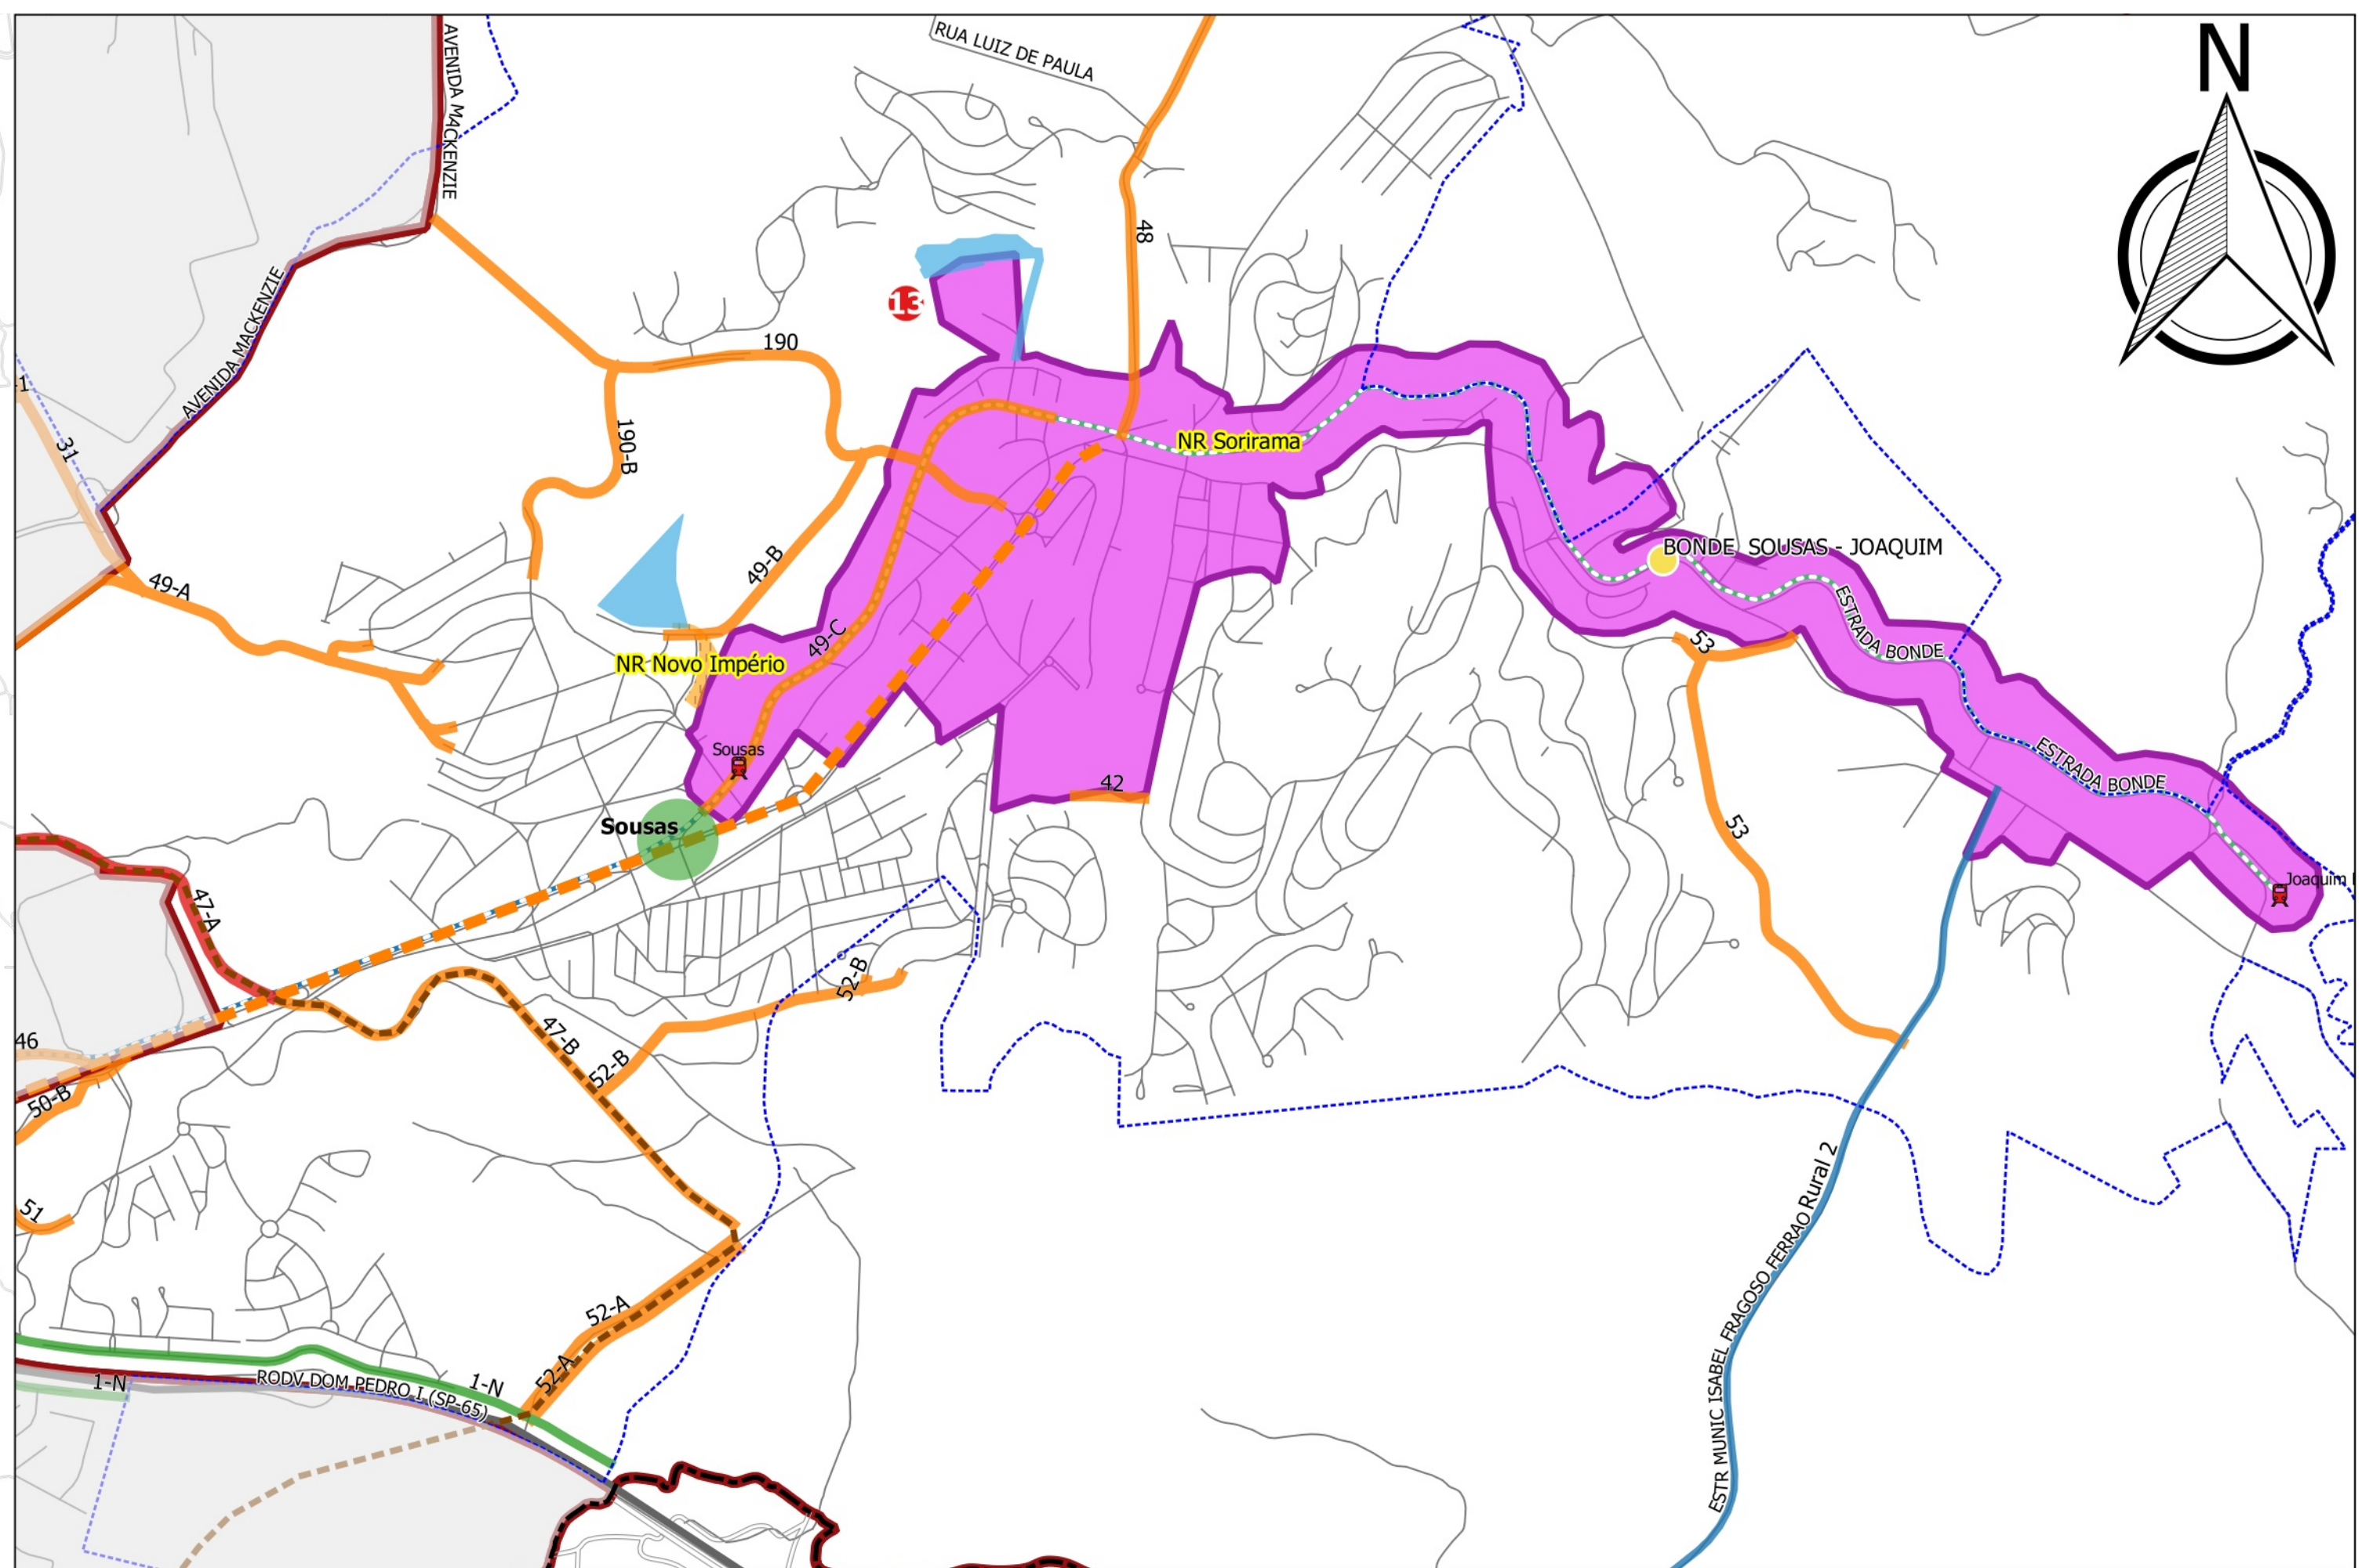 N
AVENIDA MACKENZIE
RUA LUIZ DE PAULA
48
AVENIDA MACKENZIE
13
190
31
190-B
NR Sorirama
49-B
49-A
BONDE SOUSAS - JOAQUIM
49-C
NR Novo Império
53
ESTRADA BONDE
Sousas
42
ESTRADA BONDE
Sousas
53
Joaquim
47-A
52-B
47-B
46
52-B
50-B
51
ESTR MUNIC ISABEL FRAGOSO FERRAO Rural 2
52-A
52-A
1-N
1-N
RODV DOM PEDRO I (SP-65)